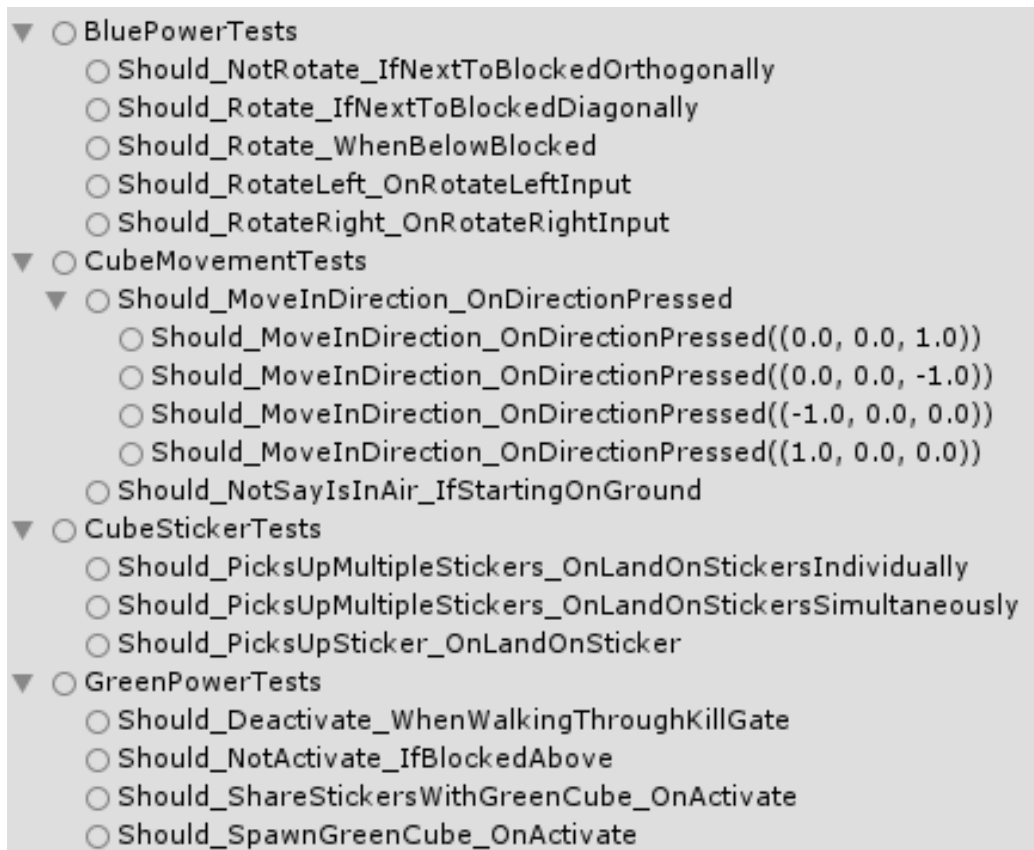 BluePowerTests
Should_NotRotate_IfNextToBlockedOrthogonally
Should_Rotate_IfNextToBlockedDiagonally
Should_Rotate_WhenBelowBlocked
Should_RotateLeft_OnRotateLeftInput
Should_RotateRight_OnRotateRightInput
CubeMovementTests
Should_MoveInDirection_OnDirectionPressed
Should_MoveInDirection_OnDirectionPressed((0.0, 0.0, 1.0))
Should_MoveInDirection_OnDirectionPressed((0.0, 0.0, -1.0))
Should_MoveInDirection_OnDirectionPressed((-1.0, 0.0, 0.0))
Should_MoveInDirection_OnDirectionPressed((1.0, 0.0, 0.0))
Should_NotSayIsInAir_IfStartingOnGround
CubeStickerTests
Should_PicksUpMultipleStickers_OnLandOnStickersIndividually
Should_PicksUpMultipleStickers_OnLandOnStickersSimultaneously
Should_PicksUpSticker_OnLandOnSticker
GreenPowerTests
Should_Deactivate_WhenWalkingThroughKillGate
Should_NotActivate_IfBlockedAbove
Should_ShareStickersWithGreenCube_OnActivate
Should_SpawnGreenCube_OnActivate